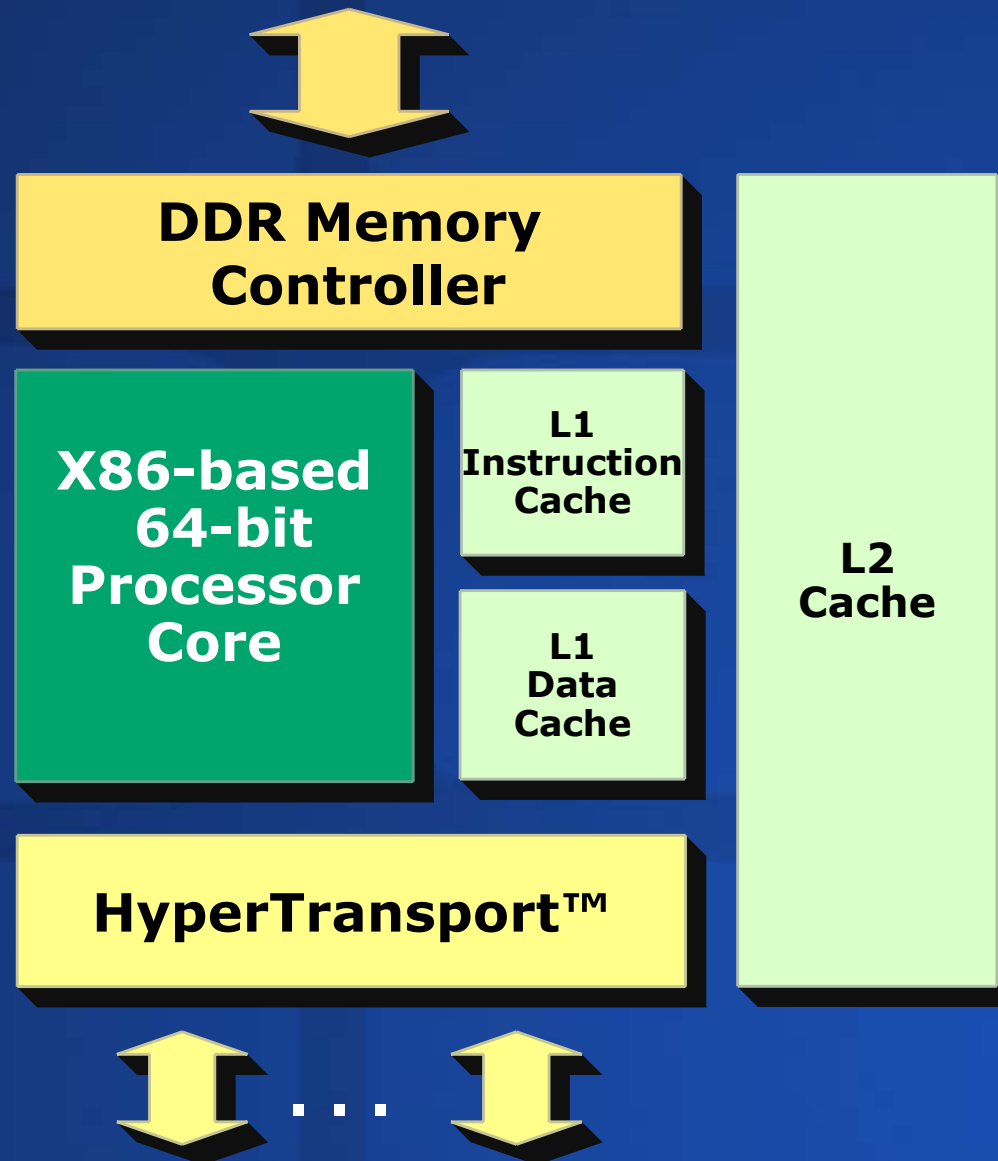 DDR Memory
Controller
X86-based
64-bit
Processor
Core
L1
Instruction
Cache
L1
Data
Cache
L2
Cache
HyperTransport™
. . .